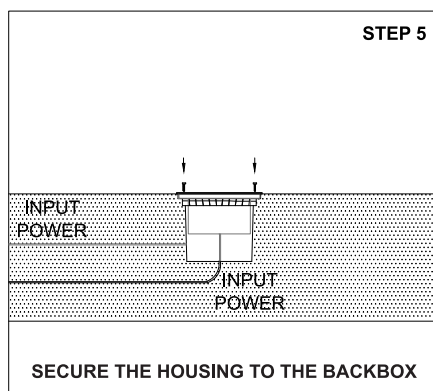 STEP 5
INPUT
POWER
INPUT
POWER
SECURE THE HOUSING TO THE BACKBOX